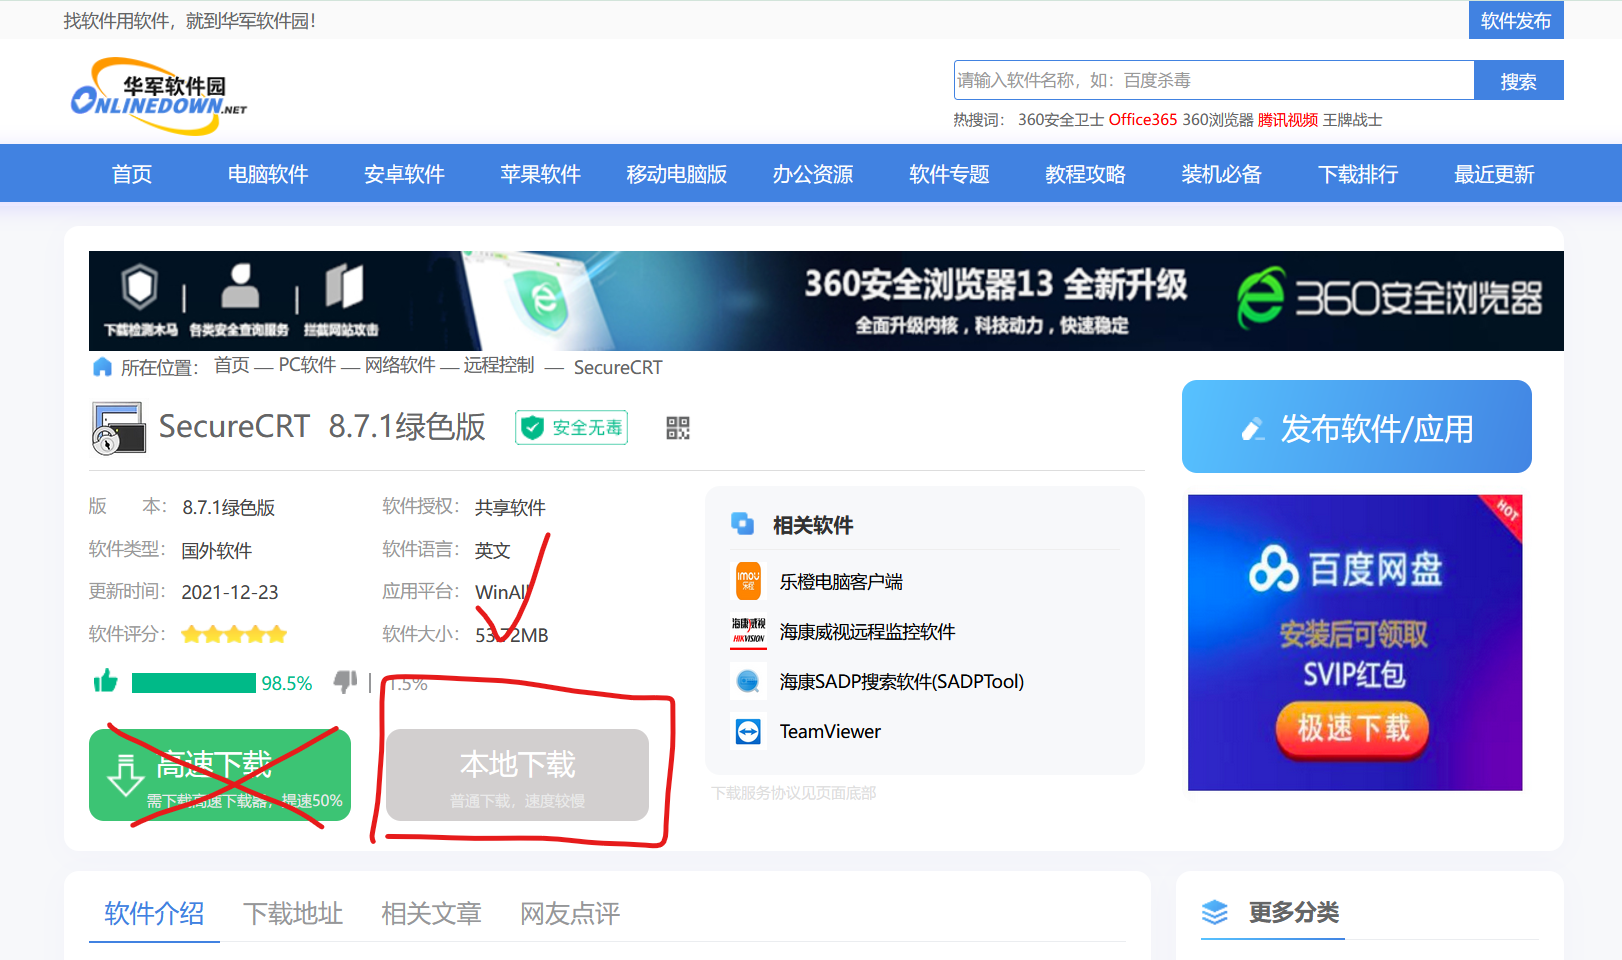 找软件用软件，就到华军软件园!
软件发布
华军软件园
ONLINEDOWN.NET
请输入软件名称，如：百度杀毒
搜索
热搜词： 360安全卫士 Office365 360浏览器 腾讯视频 王牌战士
首页 电脑软件 安卓软件 苹果软件 移动电脑版 办公资源 软件专题 教程攻略 装机必备 下载排行 最近更新
下载检测木马 各类安全查询服务 拦截网站攻击
360安全浏览器13 全新升级
全面升级内核，科技动力，快速稳定
360安全浏览器
所在位置： 首页 — PC软件 — 网络软件 — 远程控制 — SecureCRT
SecureCRT 8.7.1绿色版
安全无毒
发布软件/应用
版 本： 8.7.1绿色版
软件授权： 共享软件
软件类型： 国外软件
软件语言： 英文
更新时间： 2021-12-23
应用平台： WinAll
软件评分：
软件大小： 53.72MB
98.5%
1.5%
高速下载
需下载高速下载器，提速50%
本地下载
普通下载，速度较慢
相关软件
imou
乐橙
乐橙电脑客户端
海康威视
HIKVISION
海康威视远程监控软件
海康SADP搜索软件(SADPTool)
TeamViewer
下载服务协议见页面底部
HOT
百度网盘
安装后可领取
SVIP红包
极速下载
软件介绍 下载地址 相关文章 网友点评
更多分类